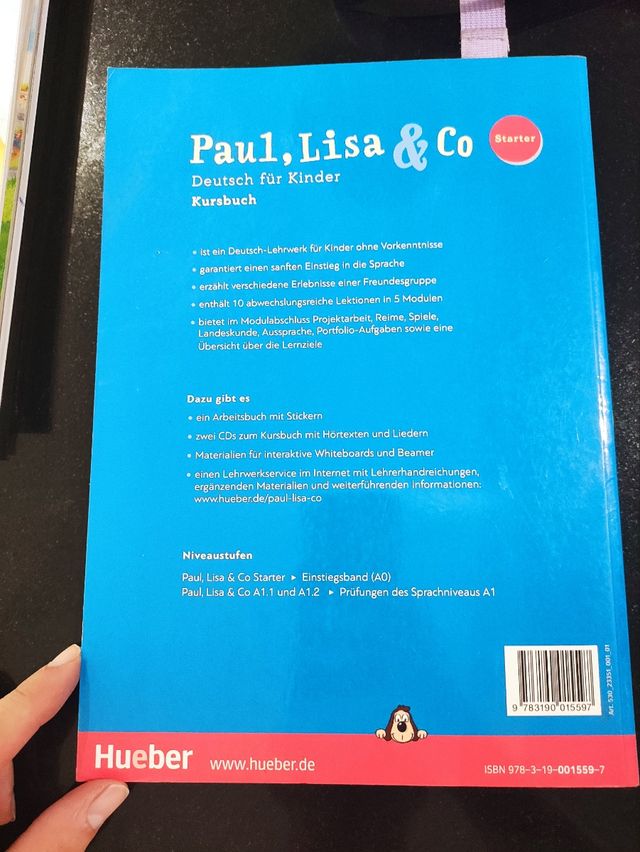 Paul, Lisa & Co Starter
Deutsch für Kinder
Kursbuch
• ist ein Deutsch-Lehrwerk für Kinder ohne Vorkenntnisse
• garantiert einen sanften Einstieg in die Sprache
• erzählt verschiedene Erlebnisse einer Freundesgruppe
• enthält 10 abwechslungsreiche Lektionen in 5 Modulen
• bietet im Modulabschluss Projektarbeit, Reime, Spiele,
Landeskunde, Aussprache, Portfolio-Aufgaben sowie eine
Übersicht über die Lernziele
Dazu gibt es
• ein Arbeitsbuch mit Stickern
• zwei CDs zum Kursbuch mit Hörtexten und Liedern
• Materialien für interaktive Whiteboards und Beamer
• einen Lehrwerkservice im Internet mit Lehrerhandreichungen,
ergänzenden Materialien und weiterführenden Informationen:
www.hueber.de/paul-lisa-co
Niveaustufen
Paul, Lisa & Co Starter ▸ Einstiegsband (A0)
Paul, Lisa & Co A1.1 und A1.2 ▸ Prüfungen des Sprachniveaus A1
9 783190 015597
Art. 530_23351_001_01
Hueber www.hueber.de
ISBN 978-3-19-001559-7